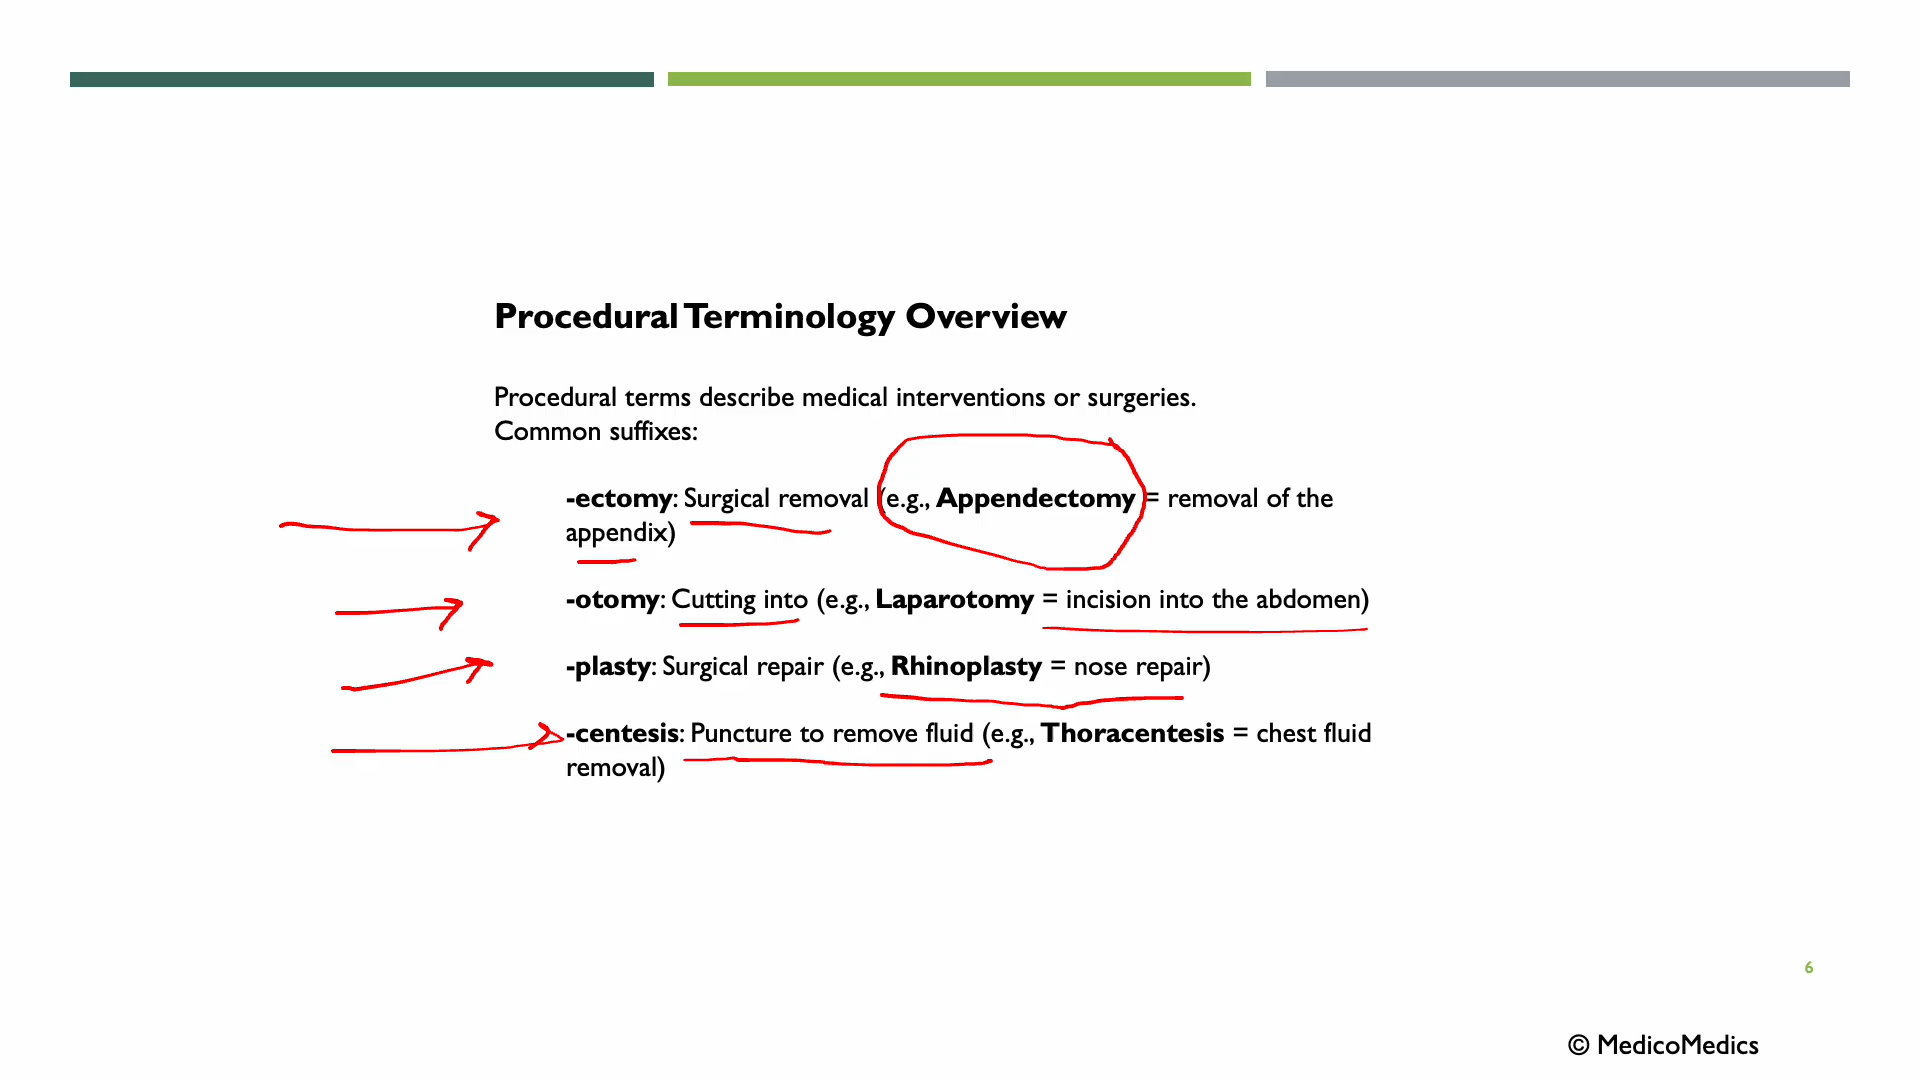 Procedural Terminology Overview
Procedural terms describe medical interventions or surgeries.
Common suffixes:
-ectomy: Surgical removal (e.g., Appendectomy = removal of the
appendix)
-otomy: Cutting into (e.g., Laparotomy = incision into the abdomen)
-plasty: Surgical repair (e.g., Rhinoplasty = nose repair)
-centesis: Puncture to remove fluid (e.g., Thoracentesis = chest fluid
removal)
6
© MedicoMedics